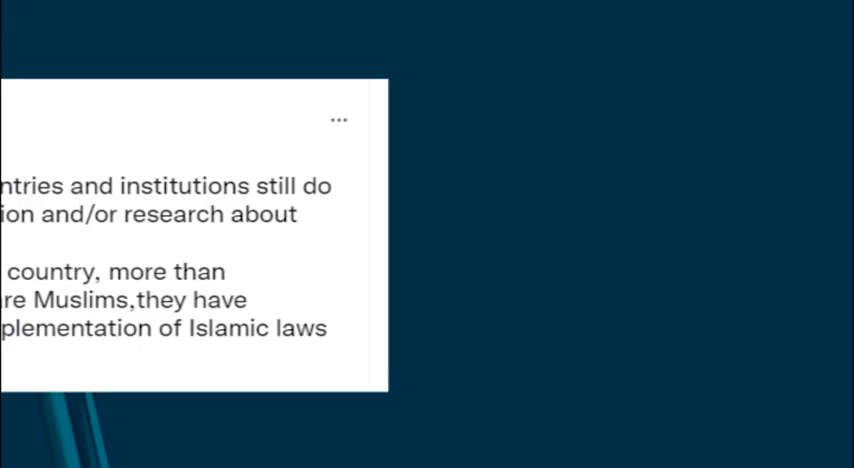 ...
ntries and institutions still do
ion and/or research about
country, more than
re Muslims,they have
plementation of Islamic laws